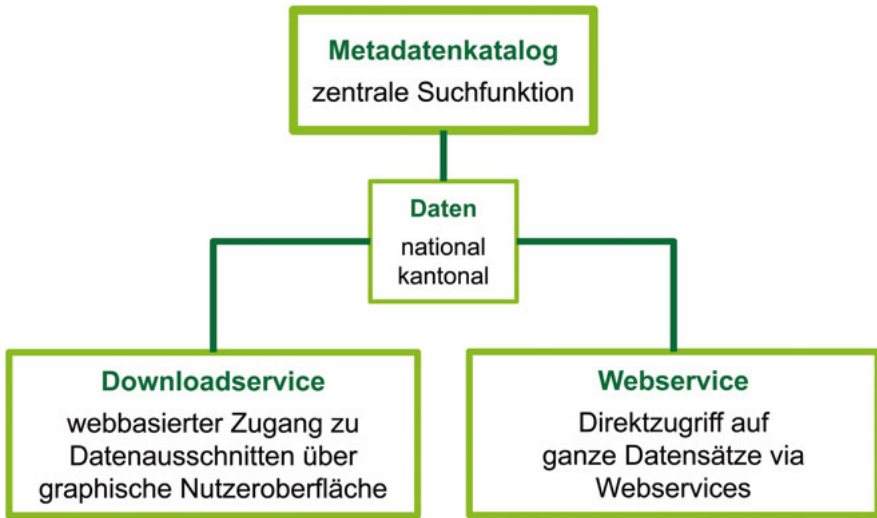 Metadatenkatalog
zentrale Suchfunktion
Daten
national
kantonal
Downloadservice
webbasierter Zugang zu
Datenausschnitten über
graphische Nutzeroberfläche
Webservice
Direktzugriff auf
ganze Datensätze via
Webservices